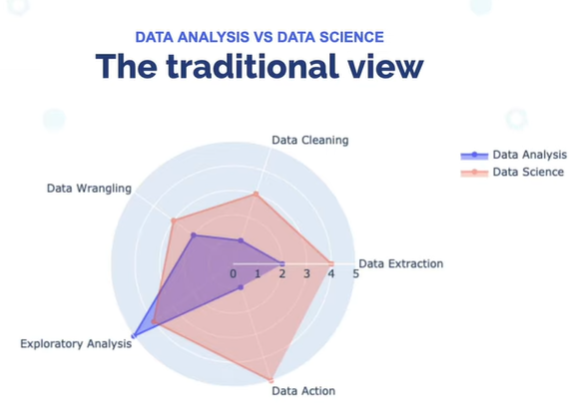 DATA ANALYSIS VS DATA SCIENCE
The traditional view
Data Cleaning
Data Analysis
Data Science
Data Wrangling
Data Extraction
0 1 2 3 4 5
Exploratory Analysis
Data Action